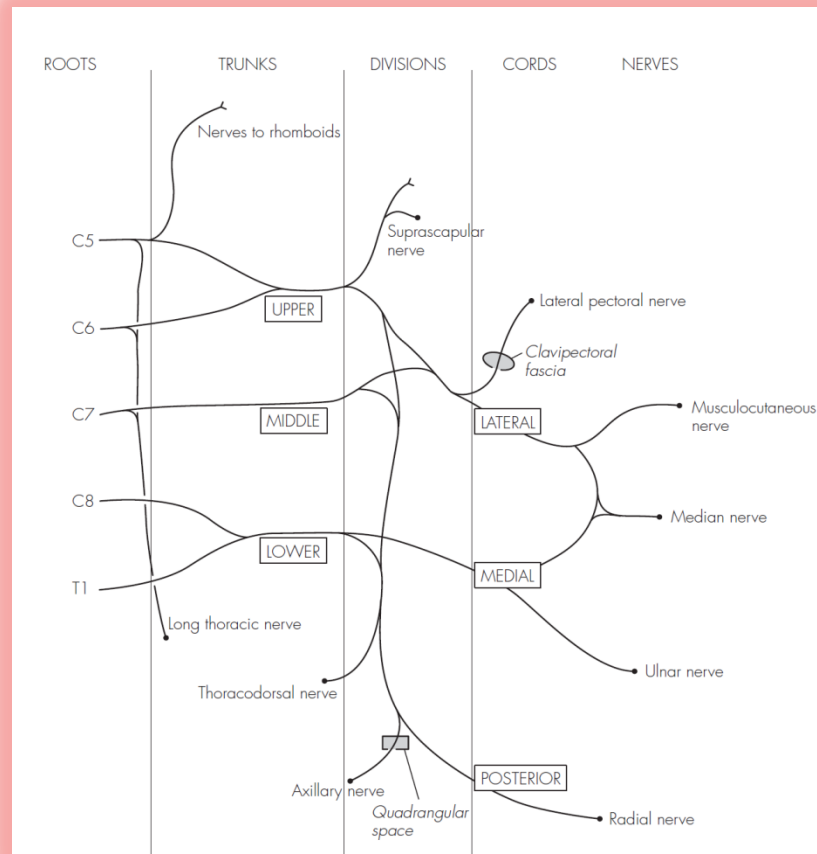 ROOTS TRUNKS DIVISIONS CORDS NERVES
Nerves to rhomboids
Suprascapular
nerve
C5
UPPER
Lateral pectoral nerve
C6
Clavipectoral
fascia
Musculocutaneous
nerve
C7
MIDDLE
LATERAL
C8
Median nerve
LOWER
MEDIAL
T1
Long thoracic nerve
Ulnar nerve
Thoracodorsal nerve
POSTERIOR
Axillary nerve
Quadrangular
space
Radial nerve